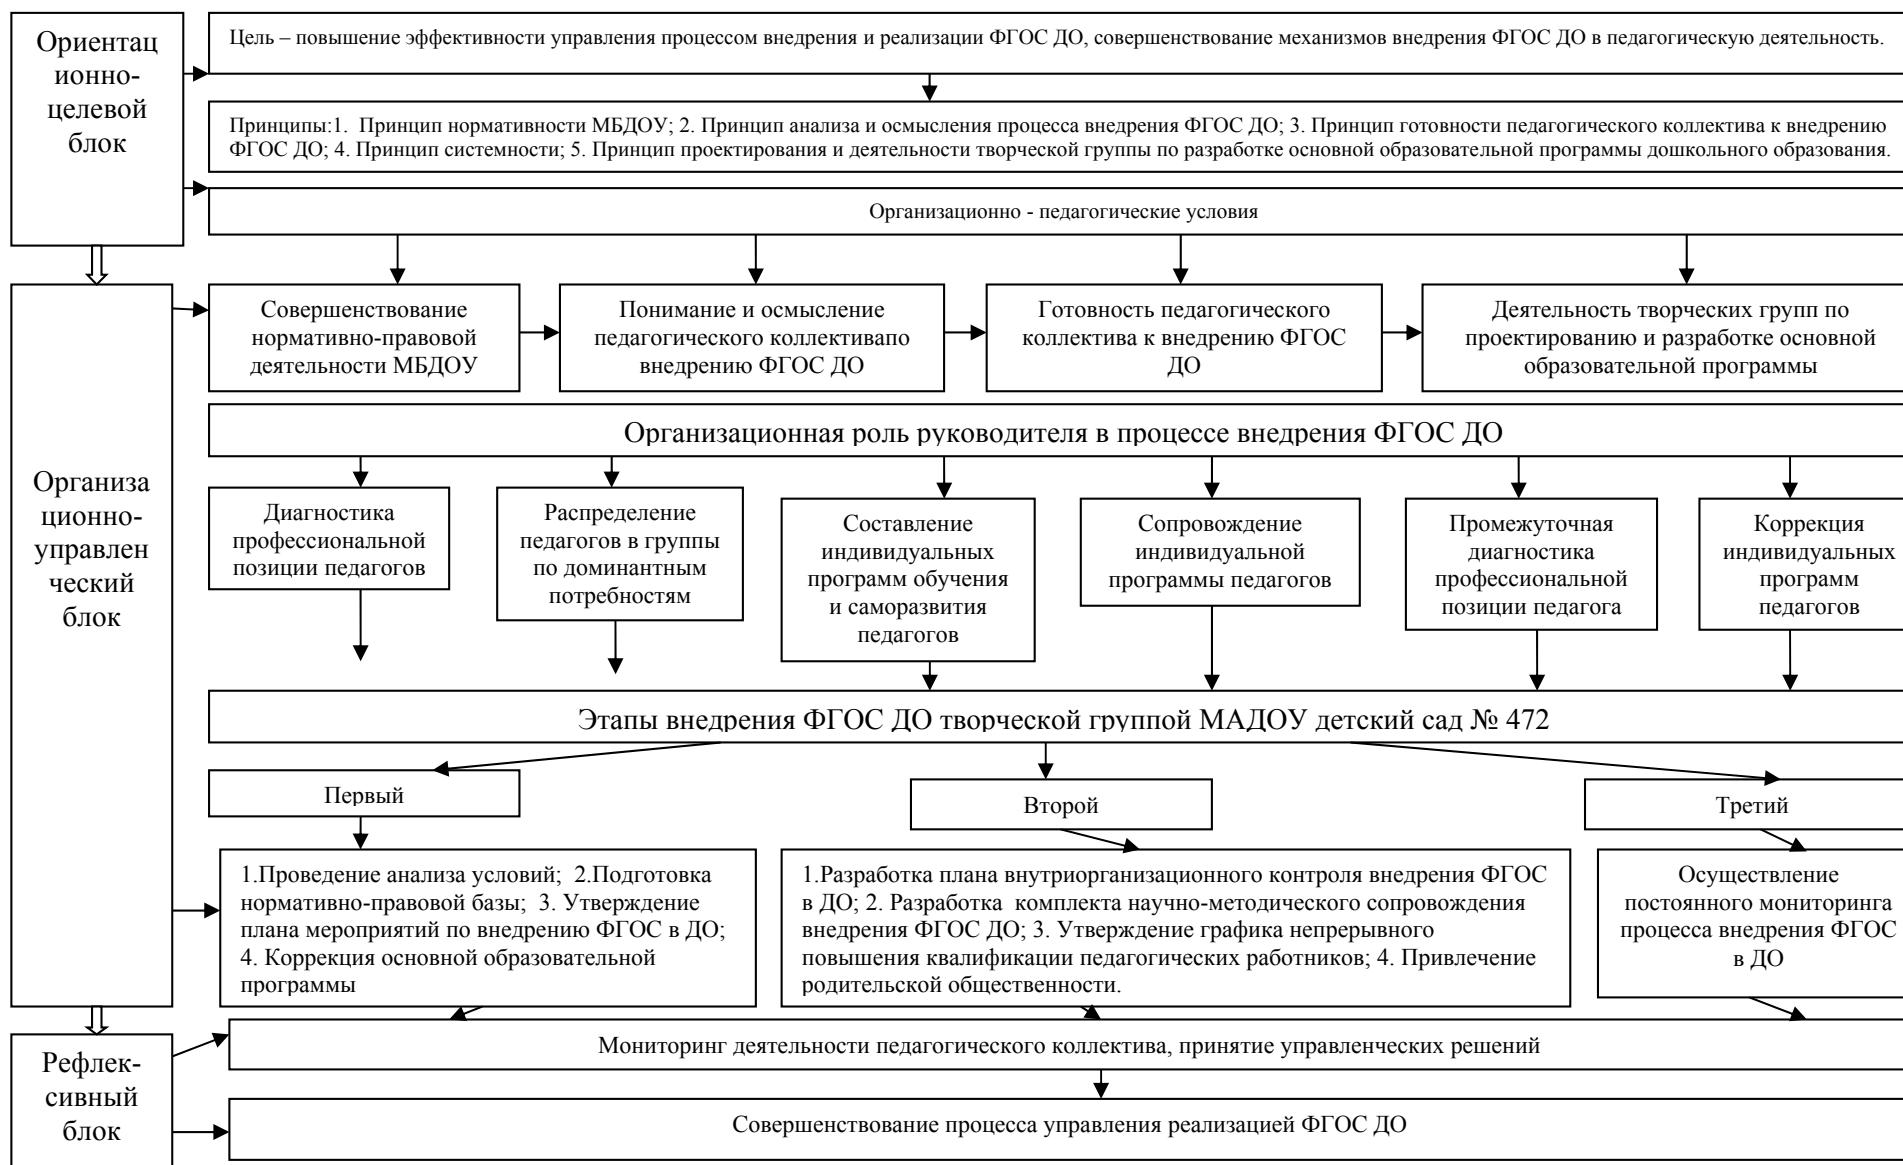 Ориентац
ионно-
целевой
блок
Цель – повышение эффективности управления процессом внедрения и реализации ФГОС ДО, совершенствование механизмов внедрения ФГОС ДО в педагогическую деятельность.
Принципы:1. Принцип нормативности МБДОУ; 2. Принцип анализа и осмысления процесса внедрения ФГОС ДО; 3. Принцип готовности педагогического коллектива к внедрению
ФГОС ДО; 4. Принцип системности; 5. Принцип проектирования и деятельности творческой группы по разработке основной образовательной программы дошкольного образования.
Организационно - педагогические условия
Организа
ционно-
управлен
ческий
блок
Совершенствование
нормативно-правовой
деятельности МБДОУ
Понимание и осмысление
педагогического коллективапо
внедрению ФГОС ДО
Готовность педагогического
коллектива к внедрению ФГОС
ДО
Деятельность творческих групп по
проектированию и разработке основной
образовательной программы
Организационная роль руководителя в процессе внедрения ФГОС ДО
Диагностика
профессиональной
позиции педагогов
Распределение
педагогов в группы
по доминантным
потребностям
Составление
индивидуальных
программ обучения
и саморазвития
педагогов
Сопровождение
индивидуальной
программы педагогов
Промежуточная
диагностика
профессиональной
позиции педагога
Коррекция
индивидуальных
программ
педагогов
Этапы внедрения ФГОС ДО творческой группой МАДОУ детский сад № 472
Первый
Второй
Третий
1.Проведение анализа условий; 2.Подготовка
нормативно-правовой базы; 3. Утверждение
плана мероприятий по внедрению ФГОС в ДО;
4. Коррекция основной образовательной
программы
1.Разработка плана внутриорганизационного контроля внедрения ФГОС
в ДО; 2. Разработка комплекта научно-методического сопровождения
внедрения ФГОС ДО; 3. Утверждение графика непрерывного
повышения квалификации педагогических работников; 4. Привлечение
родительской общественности.
Осуществление
постоянного мониторинга
процесса внедрения ФГОС
в ДО
Рефлек-
сивный
блок
Мониторинг деятельности педагогического коллектива, принятие управленческих решений
Совершенствование процесса управления реализацией ФГОС ДО